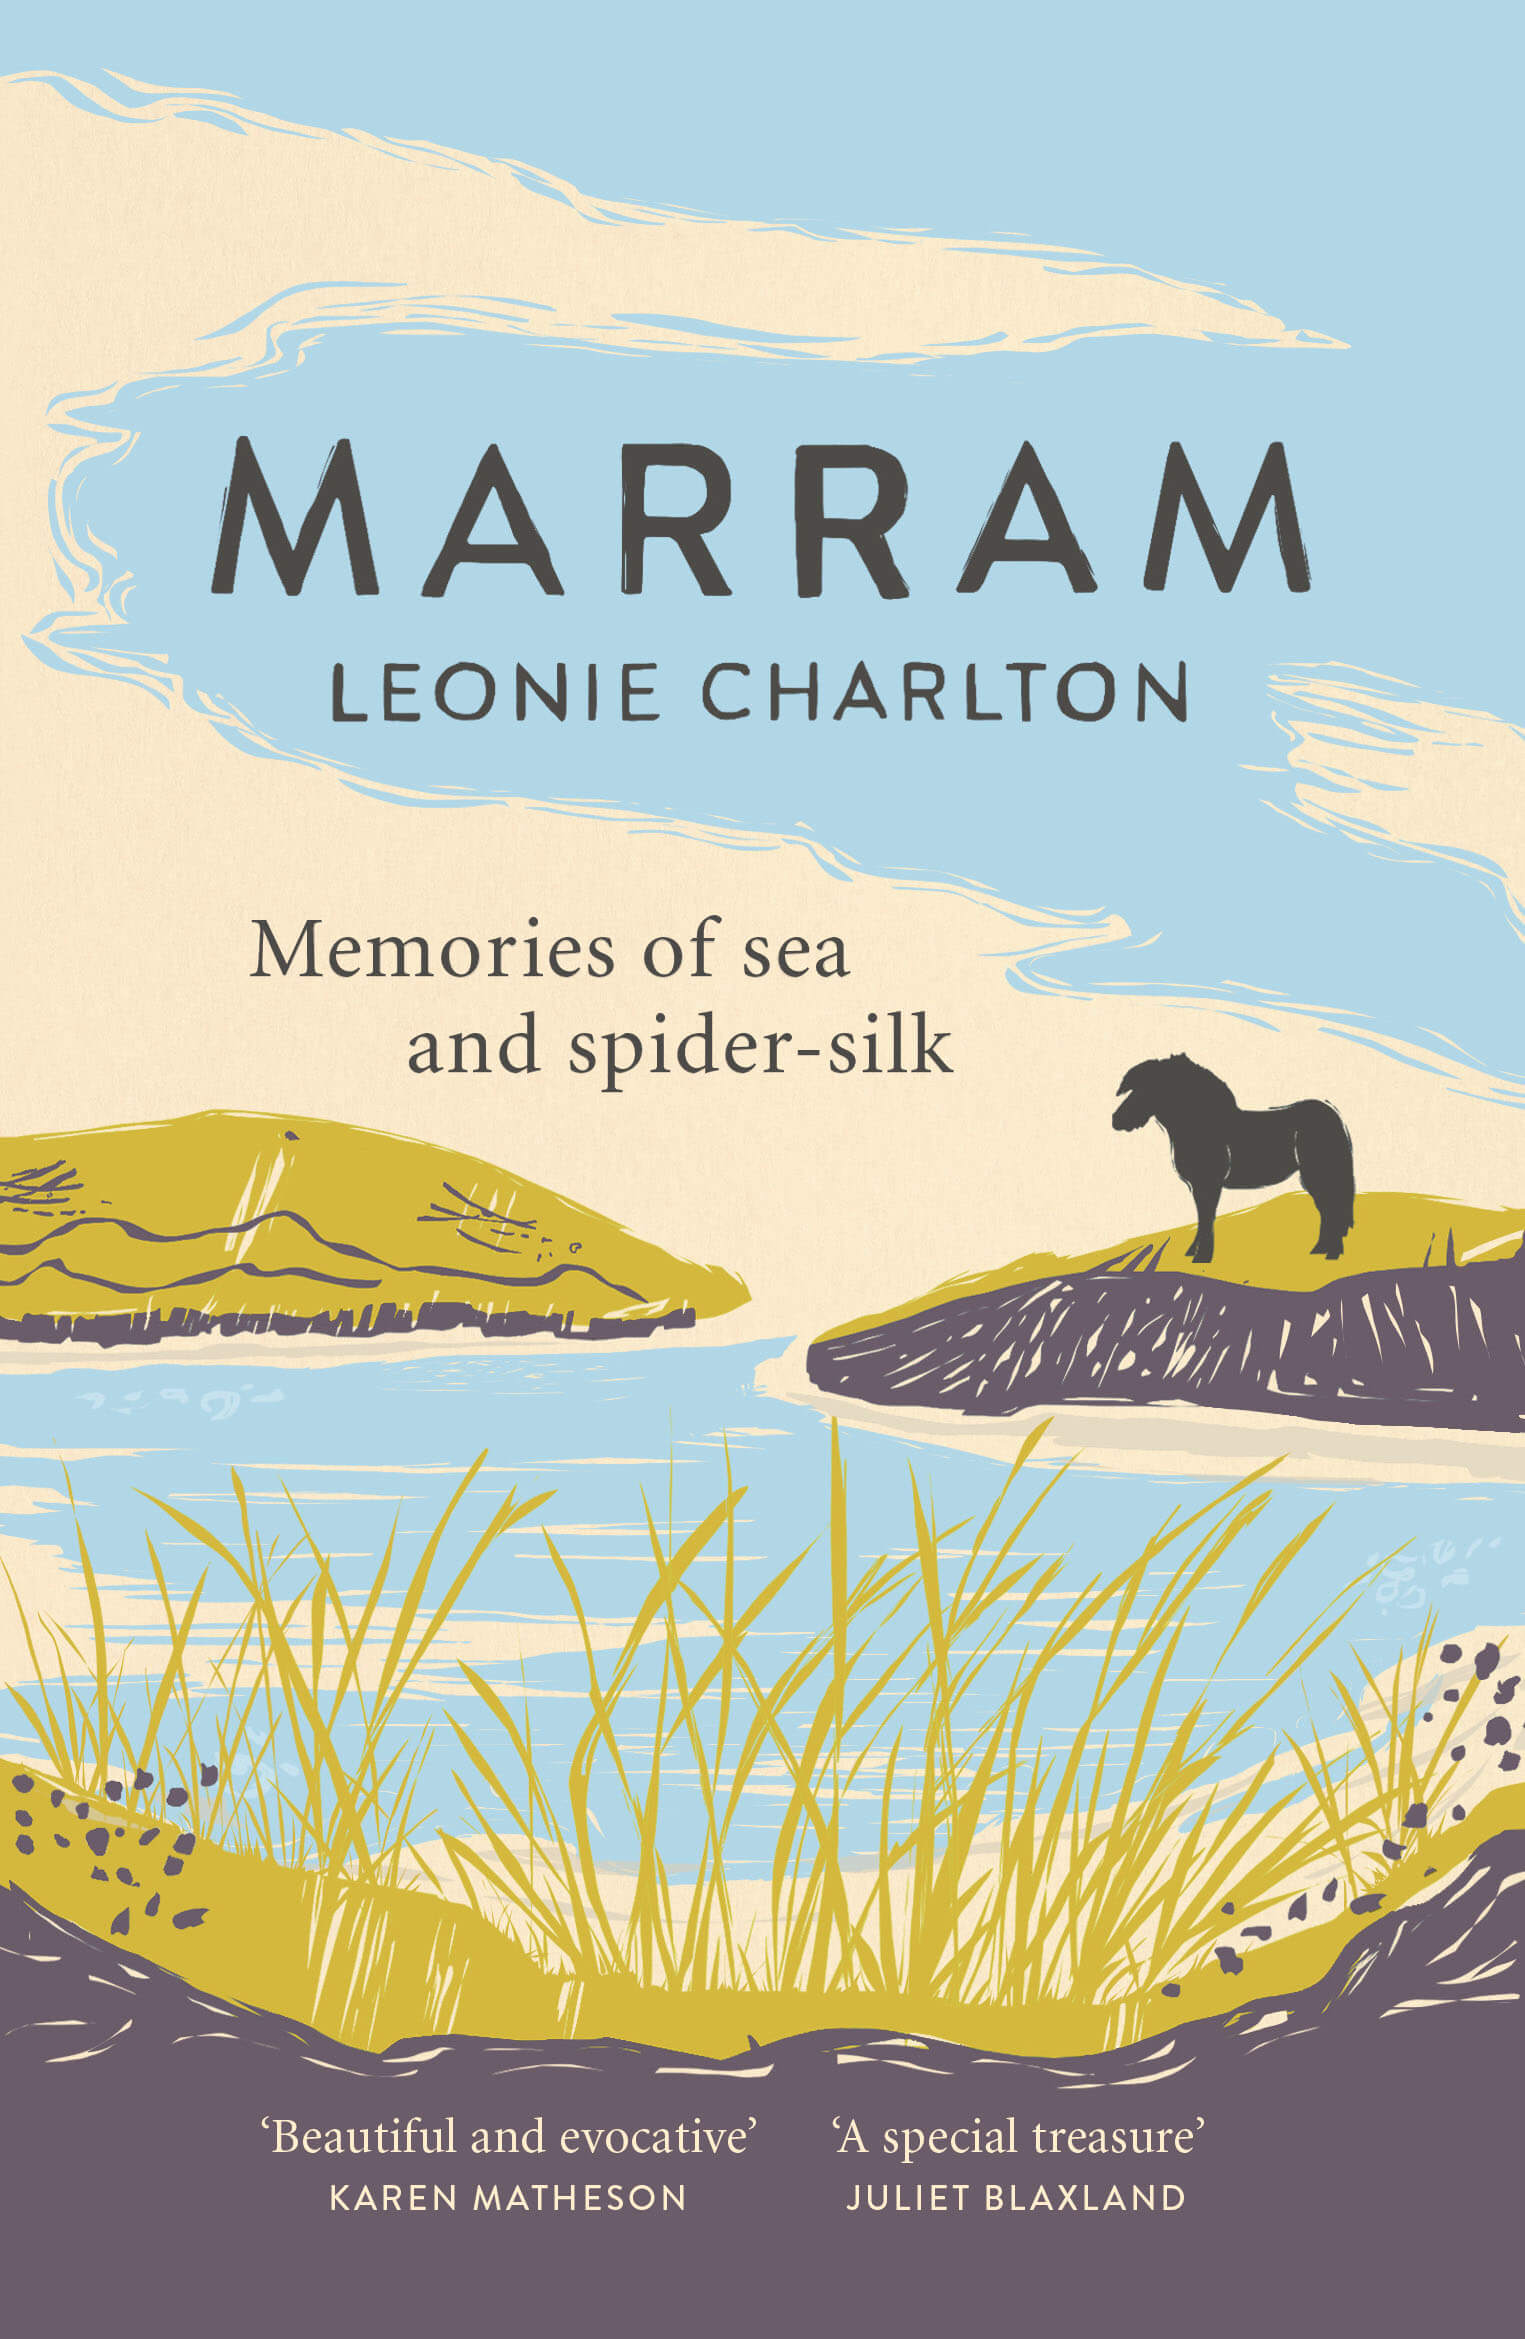 MARRAM
LEONIE CHARLTON
Memories of sea
and spider-silk
‘Beautiful and evocative’
KAREN MATHESON
‘A special treasure’
JULIET BLAXLAND